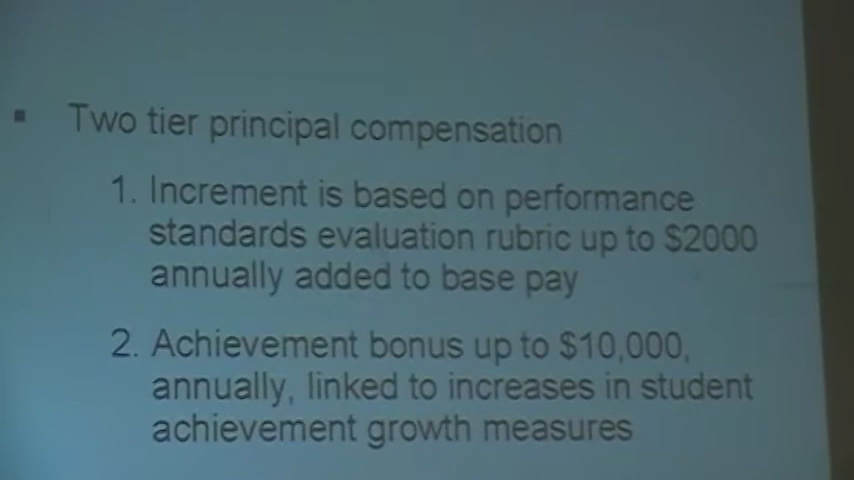 ▪ Two tier principal compensation
1. Increment is based on performance
standards evaluation rubric up to $2000
annually added to base pay
2. Achievement bonus up to $10,000,
annually, linked to increases in student
achievement growth measures